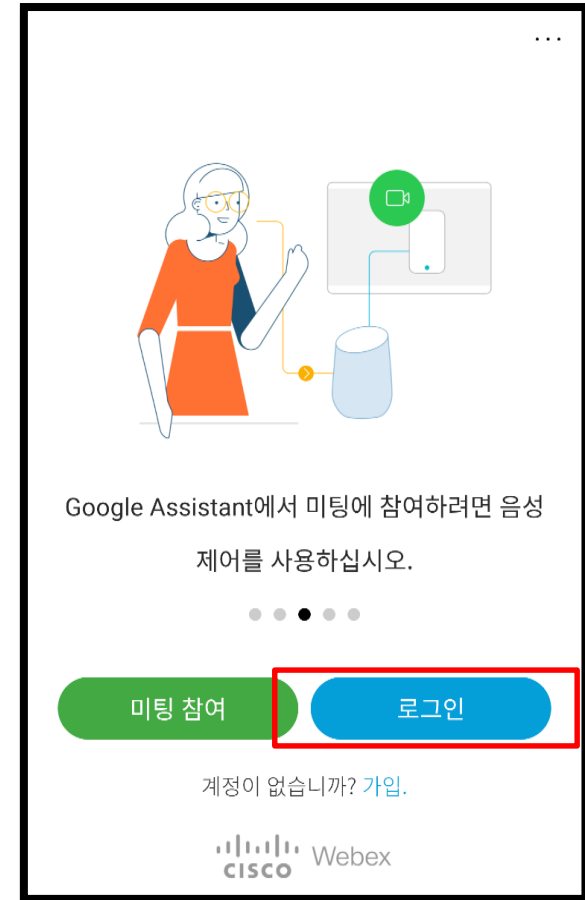 ...
Google Assistant에서 미팅에 참여하려면 음성
제어를 사용하십시오.
미팅 참여
로그인
계정이 없습니까? 가입.
CISCO Webex